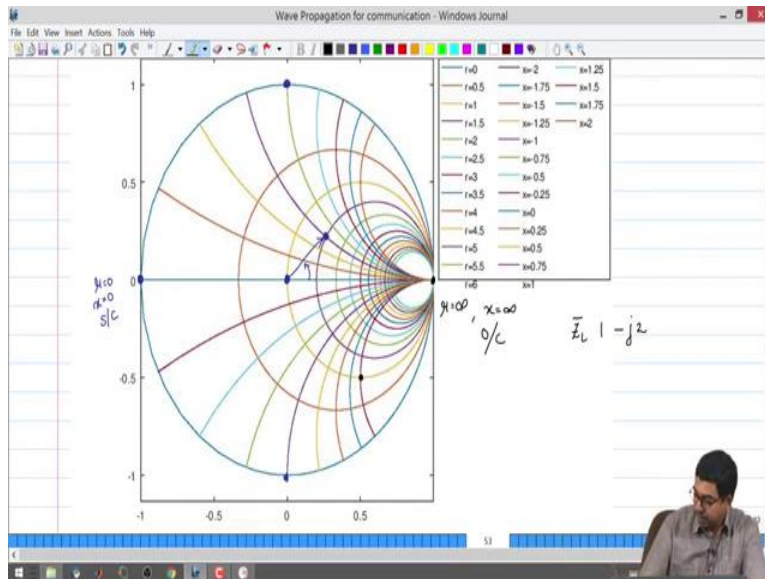 Wave Propagation for communication - Windows Journal
File Edit View Insert Actions Tools Help
B I
1
0.5
0
-0.5
-1
-1 -0.5 0 0.5
r=0 x=-2 x=1.25
r=0.5 x=-1.75 x=1.5
r=1 x=-1.5 x=1.75
r=1.5 x=-1.25 x=2
r=2 x=-1
r=2.5 x=-0.75
r=3 x=-0.5
r=3.5 x=-0.25
r=4 x=0
r=4.5 x=0.25
r=5 x=0.5
r=5.5 x=0.75
r=6 x=1
r=0
x=0
S/C
r=∞, x=∞
O/C
z̄L 1-j2
53